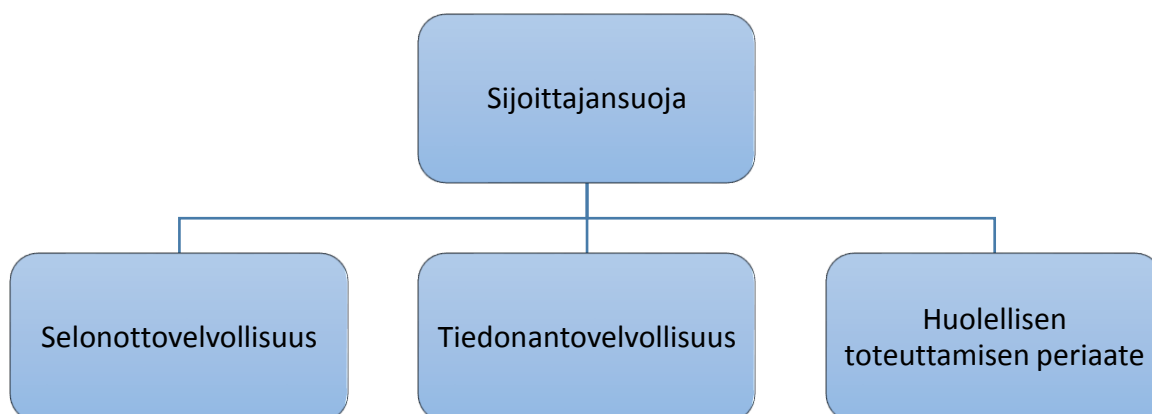 Sijoittajansuoja
Selonottovelvollisuus
Tiedonantovelvollisuus
Huolellisen
toteuttamisen periaate